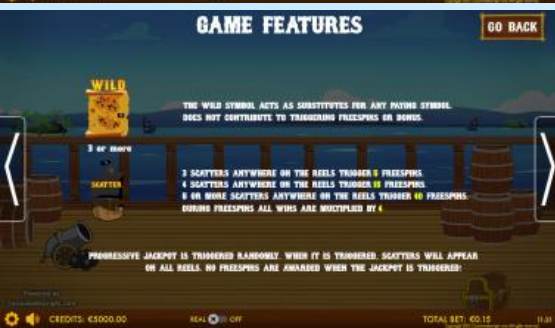 GAME FEATURES
GO BACK
WILD
THE WILD SYMBOL ACTS AS SUBSTITUTES FOR ANY PAYING SYMBOL.
DOES NOT CONTRIBUTE TO TRIGGERING FREESPINS OR BONUS.
3 or more
SCATTER
3 SCATTERS ANYWHERE ON THE REELS TRIGGER 5 FREESPINS.
4 SCATTERS ANYWHERE ON THE REELS TRIGGER 15 FREESPINS.
5 OR MORE SCATTERS ANYWHERE ON THE REELS TRIGGER 40 FREESPINS.
DURING FREESPINS ALL WINS ARE MULTIPLIED BY 4
PROGRESSIVE JACKPOT IS TRIGGERED RANDOMLY. WHEN IT IS TRIGGERED, SCATTERS WILL APPEAR
ON ALL REELS. NO FREESPINS ARE AWARDED WHEN THE JACKPOT IS TRIGGERED!
Powered by
CREDITS: €5000.00
REAL OFF
TOTAL BET: €0.15